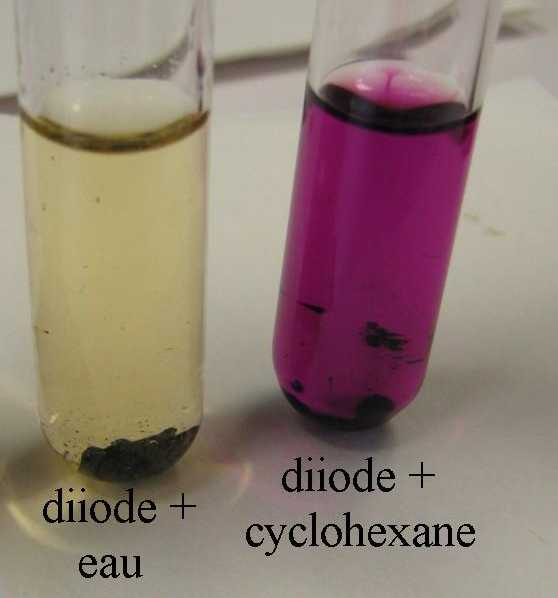 diiode +
eau
diiode +
cyclohexane